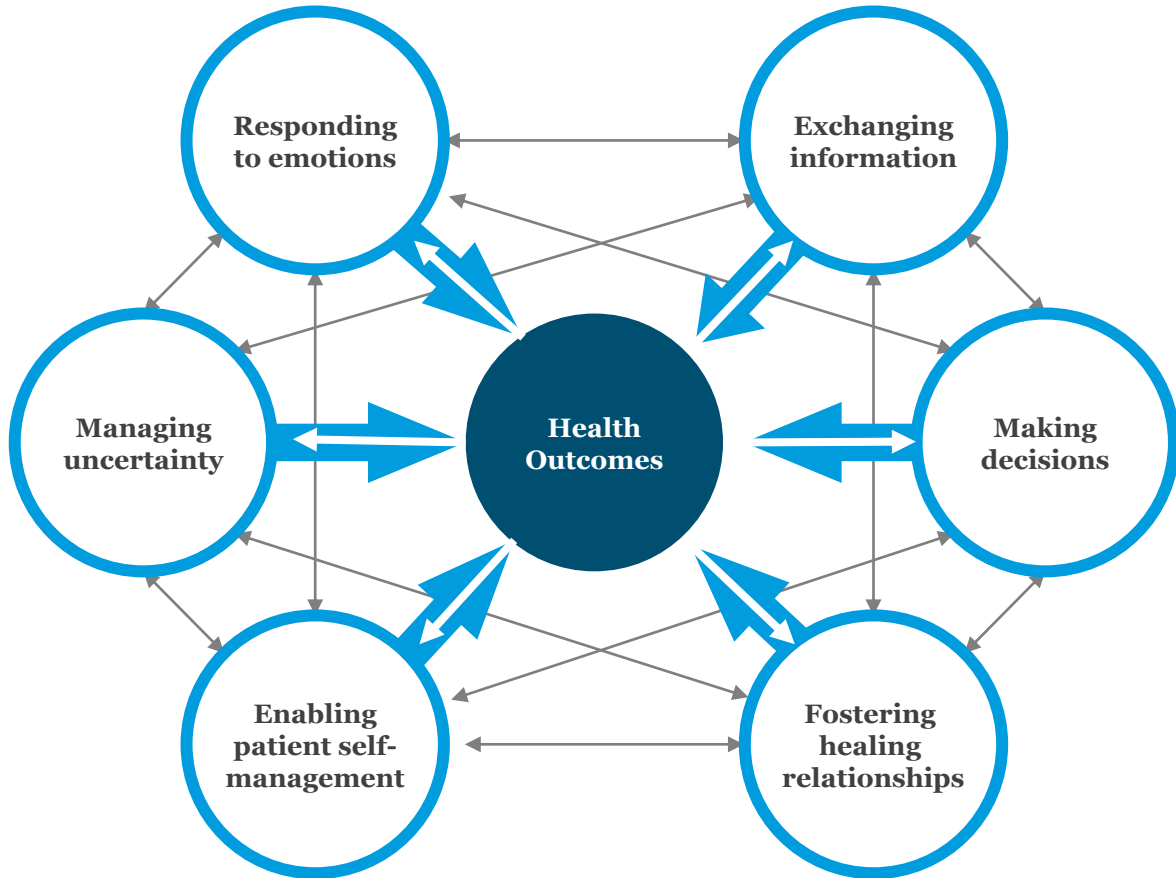 Responding
to emotions
Exchanging
information
Managing
uncertainty
Health
Outcomes
Making
decisions
Enabling
patient self-
management
Fostering
healing
relationships